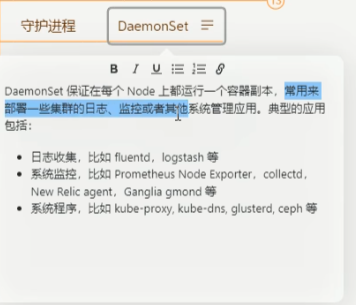 13
守护进程
DaemonSet
B I U
DaemonSet 保证在每个 Node 上都运行一个容器副本，常用来
部署一些集群的日志、监控或者其他系统管理应用。典型的应用
包括：
日志收集，比如 fluentd，logstash 等
系统监控，比如 Prometheus Node Exporter，collectd，
New Relic agent，Ganglia gmond 等
系统程序，比如 kube-proxy, kube-dns, glusterd, ceph 等